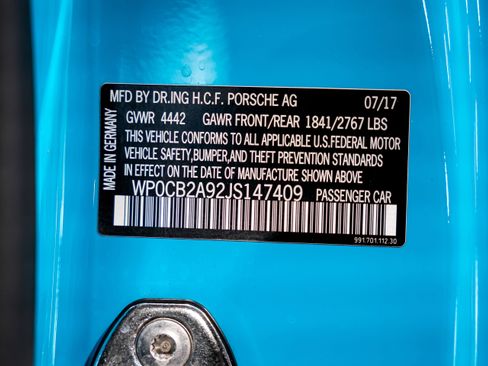 MFD BY DR.ING H.C.F. PORSCHE AG 07/17
GVWR 4442 GAWR FRONT/REAR 1841/2767 LBS
THIS VEHICLE CONFORMS TO ALL APPLICABLE U.S.FEDERAL MOTOR
VEHICLE SAFETY,BUMPER,AND THEFT PREVENTION STANDARDS
IN EFFECT ON THE DATE OF MANUFACTURE SHOWN ABOVE
WP0CB2A92JS147409 PASSENGER CAR
991.701.112.30
MADE IN GERMANY